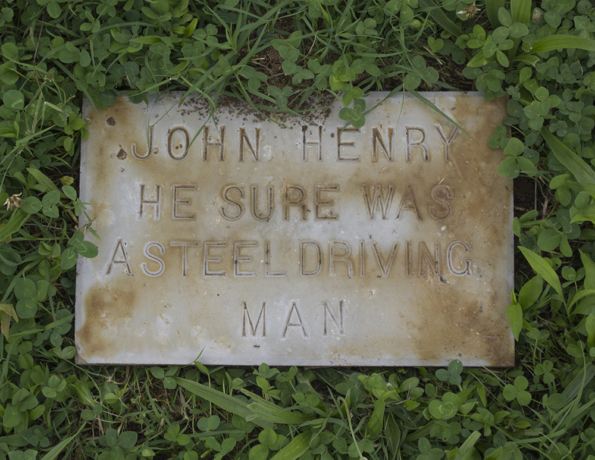 JOHN HENRY
HE SURE WAS
A STEEL DRIVING
MAN